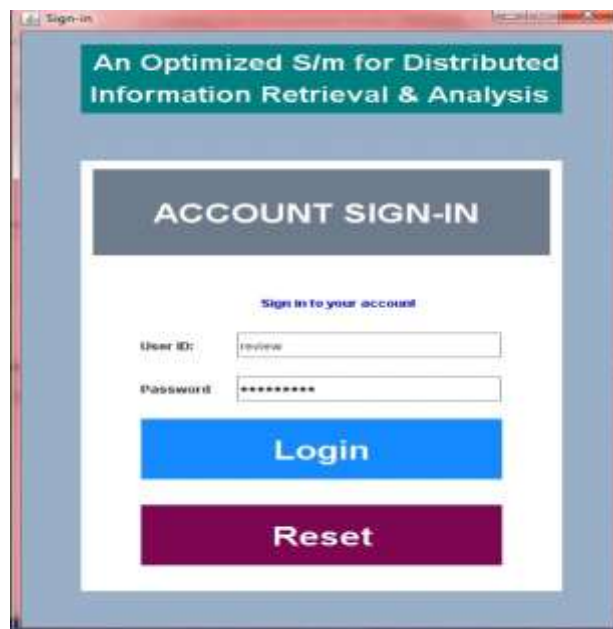 Sign-in
An Optimized S/m for Distributed
Information Retrieval & Analysis
ACCOUNT SIGN-IN
Sign in to your account
User ID:
review
Password
*********
Login
Reset